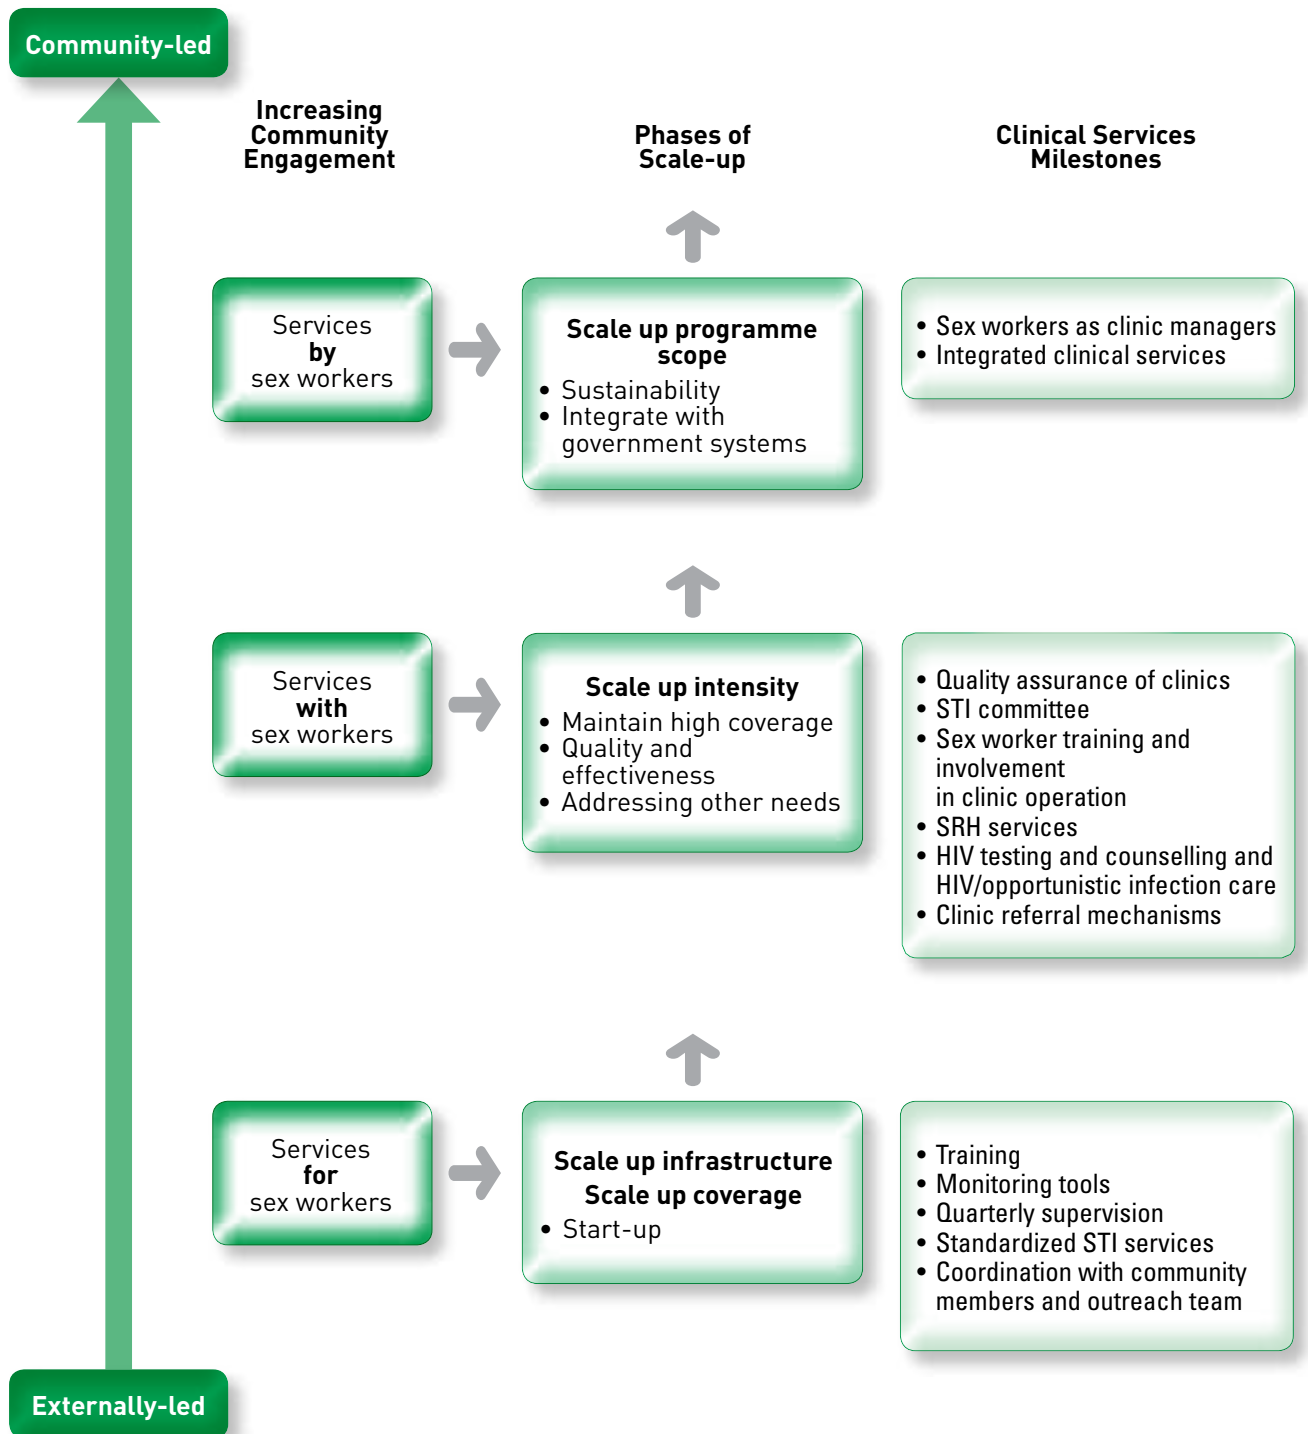 Community-led
Increasing
Community
Engagement
Phases of
Scale-up
Clinical Services
Milestones
Services
by
sex workers
Scale up programme
scope
• Sustainability
• Integrate with
government systems
• Sex workers as clinic managers
• Integrated clinical services
Services
with
sex workers
Scale up intensity
• Maintain high coverage
• Quality and
effectiveness
• Addressing other needs
• Quality assurance of clinics
• STI committee
• Sex worker training and
involvement
in clinic operation
• SRH services
• HIV testing and counselling and
HIV/opportunistic infection care
• Clinic referral mechanisms
Services
for
sex workers
Scale up infrastructure
Scale up coverage
• Start-up
• Training
• Monitoring tools
• Quarterly supervision
• Standardized STI services
• Coordination with community
members and outreach team
Externally-led